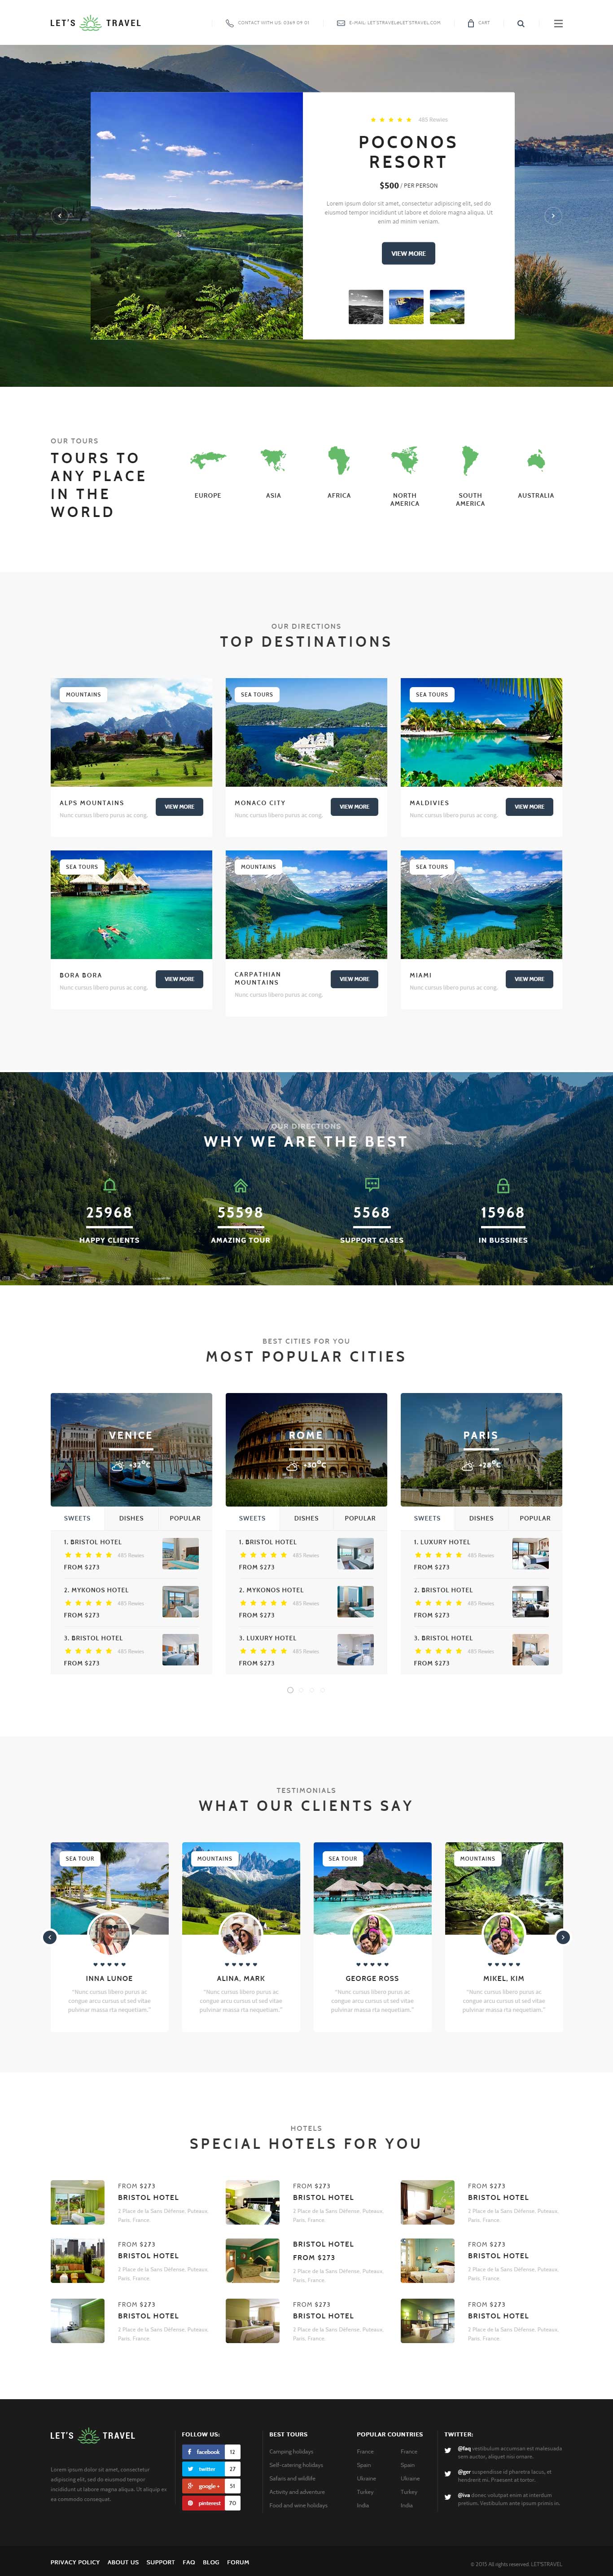 LET'S TRAVEL
CONTACT WITH US: 0369 09 01
E-MAIL: LET'STRAVEL@LET'STRAVEL.COM
CART
485 Rewies
POCONOS
RESORT
$500 / PER PERSON
Lorem ipsum dolor sit amet, consectetur adipisicing elit, sed do
eiusmod tempor incididunt ut labore et dolore magna aliqua. Ut
enim ad minim veniam.
VIEW MORE
OUR TOURS
TOURS TO
ANY PLACE
IN THE
WORLD
EUROPE
ASIA
AFRICA
NORTH
AMERICA
SOUTH
AMERICA
AUSTRALIA
OUR DIRECTIONS
TOP DESTINATIONS
MOUNTAINS
ALPS MOUNTAINS
Nunc cursus libero purus ac cong.
VIEW MORE
SEA TOURS
MONACO CITY
Nunc cursus libero purus ac cong.
VIEW MORE
SEA TOURS
MALDIVIES
Nunc cursus libero purus ac cong.
VIEW MORE
SEA TOURS
BORA BORA
Nunc cursus libero purus ac cong.
VIEW MORE
MOUNTAINS
CARPATHIAN
MOUNTAINS
Nunc cursus libero purus ac cong.
VIEW MORE
SEA TOURS
MIAMI
Nunc cursus libero purus ac cong.
VIEW MORE
OUR DIRECTIONS
WHY WE ARE THE BEST
25968
HAPPY CLIENTS
55598
AMAZING TOUR
5568
SUPPORT CASES
15968
IN BUSSINES
BEST CITIES FOR YOU
MOST POPULAR CITIES
VENICE
SWEETS DISHES POPULAR
1. BRISTOL HOTEL
485 Rewies
FROM $273
2. MYKONOS HOTEL
485 Rewies
FROM $273
3. BRISTOL HOTEL
485 Rewies
FROM $273
ROME
+30°C
SWEETS DISHES POPULAR
1. BRISTOL HOTEL
485 Rewies
FROM $273
2. MYKONOS HOTEL
485 Rewies
FROM $273
3. LUXURY HOTEL
485 Rewies
FROM $273
PARIS
+28°C
SWEETS DISHES POPULAR
1. LUXURY HOTEL
485 Rewies
FROM $273
2. BRISTOL HOTEL
485 Rewies
FROM $273
3. BRISTOL HOTEL
485 Rewies
FROM $273
TESTIMONIALS
WHAT OUR CLIENTS SAY
SEA TOUR
INNA LUNOE
"Nunc cursus libero purus ac
congue arcu cursus ut sed vitae
pulvinar massa rta nequetiam."
MOUNTAINS
ALINA, MARK
"Nunc cursus libero purus ac
congue arcu cursus ut sed vitae
pulvinar massa rta nequetiam."
SEA TOUR
GEORGE ROSS
"Nunc cursus libero purus ac
congue arcu cursus ut sed vitae
pulvinar massa rta nequetiam."
MOUNTAINS
MIKEL, KIM
"Nunc cursus libero purus ac
congue arcu cursus ut sed vitae
pulvinar massa rta nequetiam."
HOTELS
SPECIAL HOTELS FOR YOU
FROM $273
BRISTOL HOTEL
2 Place de la Sans Défense, Puteaux.
Paris, France.
FROM $273
BRISTOL HOTEL
2 Place de la Sans Défense, Puteaux.
Paris, France.
FROM $273
BRISTOL HOTEL
2 Place de la Sans Défense, Puteaux.
Paris, France.
FROM $273
BRISTOL HOTEL
2 Place de la Sans Défense, Puteaux.
Paris, France.
BRISTOL HOTEL
FROM $273
2 Place de la Sans Défense, Puteaux.
Paris, France.
FROM $273
BRISTOL HOTEL
2 Place de la Sans Défense, Puteaux.
Paris, France.
FROM $273
BRISTOL HOTEL
2 Place de la Sans Défense, Puteaux.
Paris, France.
FROM $273
BRISTOL HOTEL
2 Place de la Sans Défense, Puteaux.
Paris, France.
FROM $273
BRISTOL HOTEL
2 Place de la Sans Défense, Puteaux.
Paris, France.
LET'S TRAVEL
Lorem ipsum dolor sit amet, consectetur
adipisicing elit, sed do eiusmod tempor
incididunt ut labore et dolore
magna aliqua. Ut aliquip ex
ea commodo consequat.
FOLLOW US:
facebook 12
twitter 27
google + 51
pinterest 70
BEST TOURS
Camping holidays
Self-catering holidays
Safaris and wildlife
Activity and adventure
Food and wine holidays
POPULAR COUNTRIES
France
Spain
Ukraine
Turkey
India
France
Spain
Ukraine
Turkey
India
TWITTER:
@faq vestibulum accumsan est malesuada
sem auctor, aliquet nisi ornare.
@ger suspendisse id pharetra lacus, et
hendrerit mi. Praesent at tortor.
@iva donec volutpat enim at interdum
pretium. Vestibulum ante ipsum primis in.
PRIVACY POLICY ABOUT US SUPPORT FAQ BLOG FORUM
© 2015 All rights reserved. LET'STRAVEL